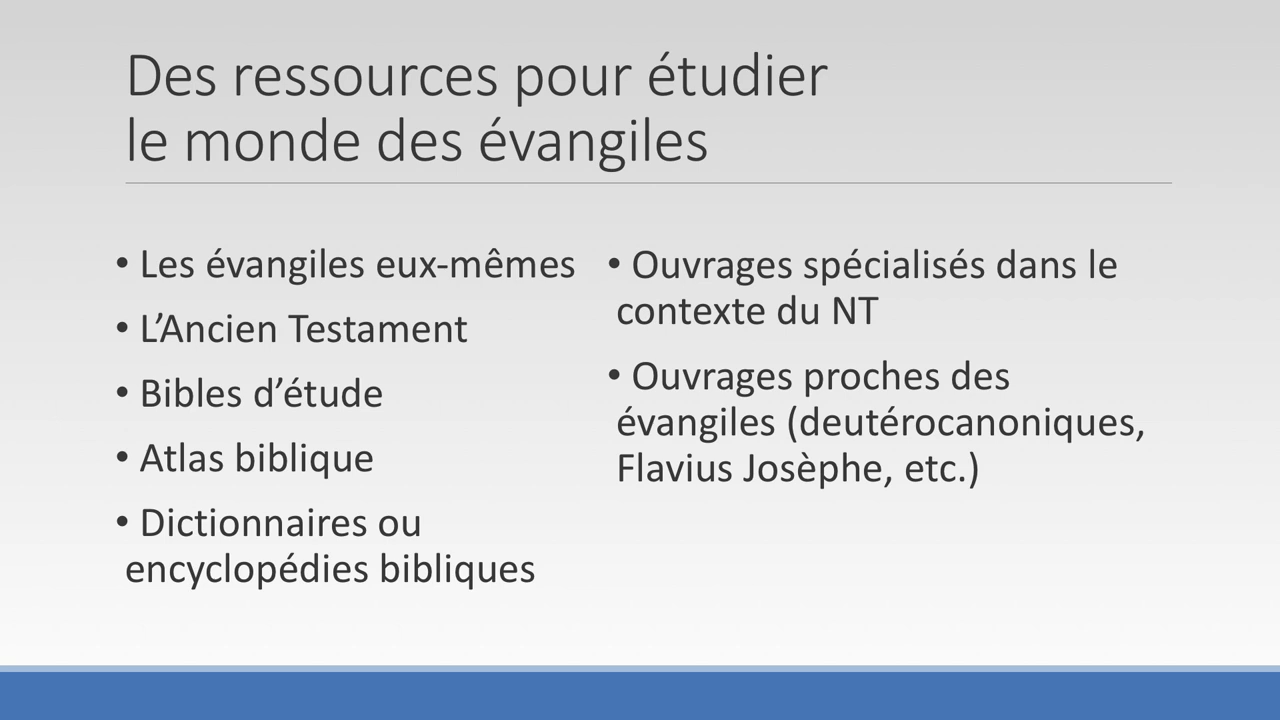 Des ressources pour étudier
le monde des évangiles
• Les évangiles eux-mêmes
• L’Ancien Testament
• Bibles d’étude
• Atlas biblique
• Dictionnaires ou
encyclopédies bibliques
• Ouvrages spécialisés dans le
contexte du NT
• Ouvrages proches des
évangiles (deutérocanoniques,
Flavius Josèphe, etc.)